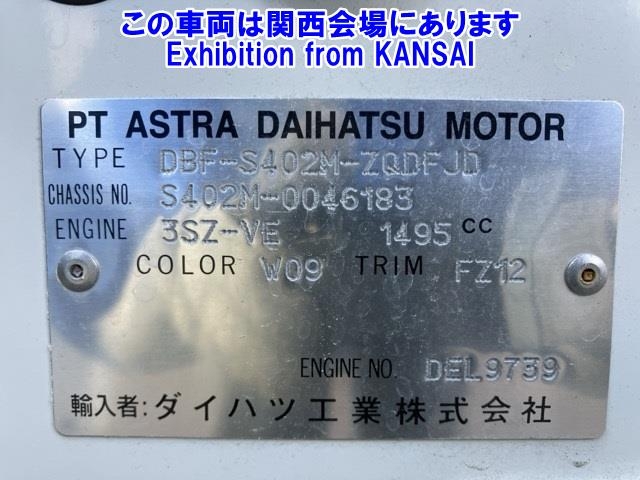 この車両は関西会場にあります
Exhibition from KANSAI
PT ASTRA DAIHATSU MOTOR
TYPE DBF-S402M-ZQDFJD
CHASSIS NO. S402M-0046183
ENGINE 3SZ-VE 1495 CC
COLOR W09 TRIM FZ12
ENGINE NO. DEL9739
輸入者: ダイハツ工業株式会社